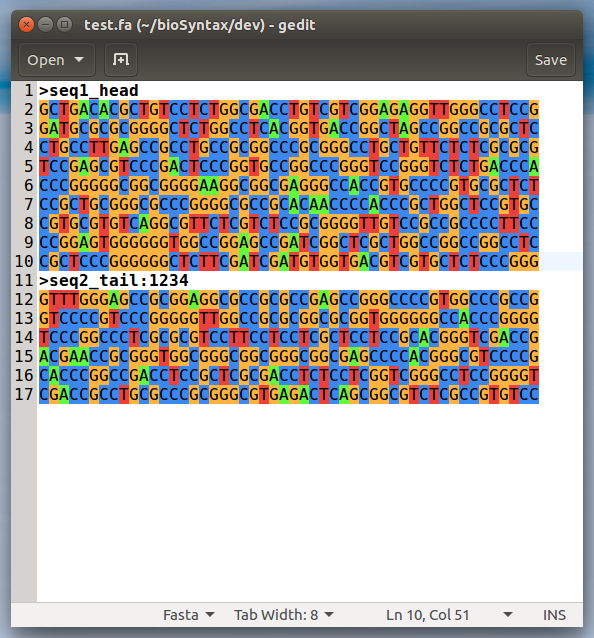 test.fa (~/bioSyntax/dev) - gedit
Open Save
1 >seq1_head
2 GCTGACACGCTGTCCTCTGGCGACCTGTCGTCGGAGAGGTTGGGCCTCCG
3 GATGCGCGCGGGGCTCTGGCCTCACGGTGACCGGCTAGCCGGCCGCGCTC
4 CTGCCTTGAGCCGCCTGCCGCGGCCCGCGGGCCTGCTGTTCTCTCGCGCG
5 TCCGAGCGTCCCGACTCCCGGTGCCGGCCCGGGTCCGGGTCTCTGACCCA
6 CCCGGGGGCGGCGGGGAAGGCGGCGAGGGCCACCGTGCCCCGTGCGCTCT
7 CCGCTGCGGGCGCCCGGGGCGCCGCACAACCCCACCCGCTGGCTCCGTGC
8 CGTGCGTGTCAGGCGTTCTCGTCTCCGCGGGGTTGTCCGCCGCCCCTTCC
9 CCGGAGTGGGGGGTGGCCGGAGCCGATCGGCTCGCTGGCCGGCCGGCCTC
10 CGCTCCCGGGGGGCTCTTCGATCGATGTGGTGACGTCGTGCTCTCCCGGG
11 >seq2_tail:1234
12 GTTTGGGAGCCGCGGAGGCGCCGCGCCGAGCCGGGCCCCGTGGCCCGCCG
13 GTCCCCGTCCCGGGGGTTGGCCGCGCGGCGCGGTGGGGGGCCACCCGGGG
14 TCCCGGCCCTCGCGCGTCCTTCCTCCTCGCTCCTCCGCACGGGTCGACCG
15 ACGAACCGCGGGTGGCGGGCGGCGGGCGGCGAGCCCCACGGGCGTCCCCG
16 CACCCGGCCGACCTCCGCTCGCGACCTCTCCTCGGTCGGGCCTCCGGGGT
17 CGACCGCCTGCGCCCGCGGGCGTGAGACTCAGCGGCGTCTCGCCGTGTCC
Fasta Tab Width: 8 Ln 10, Col 51 INS